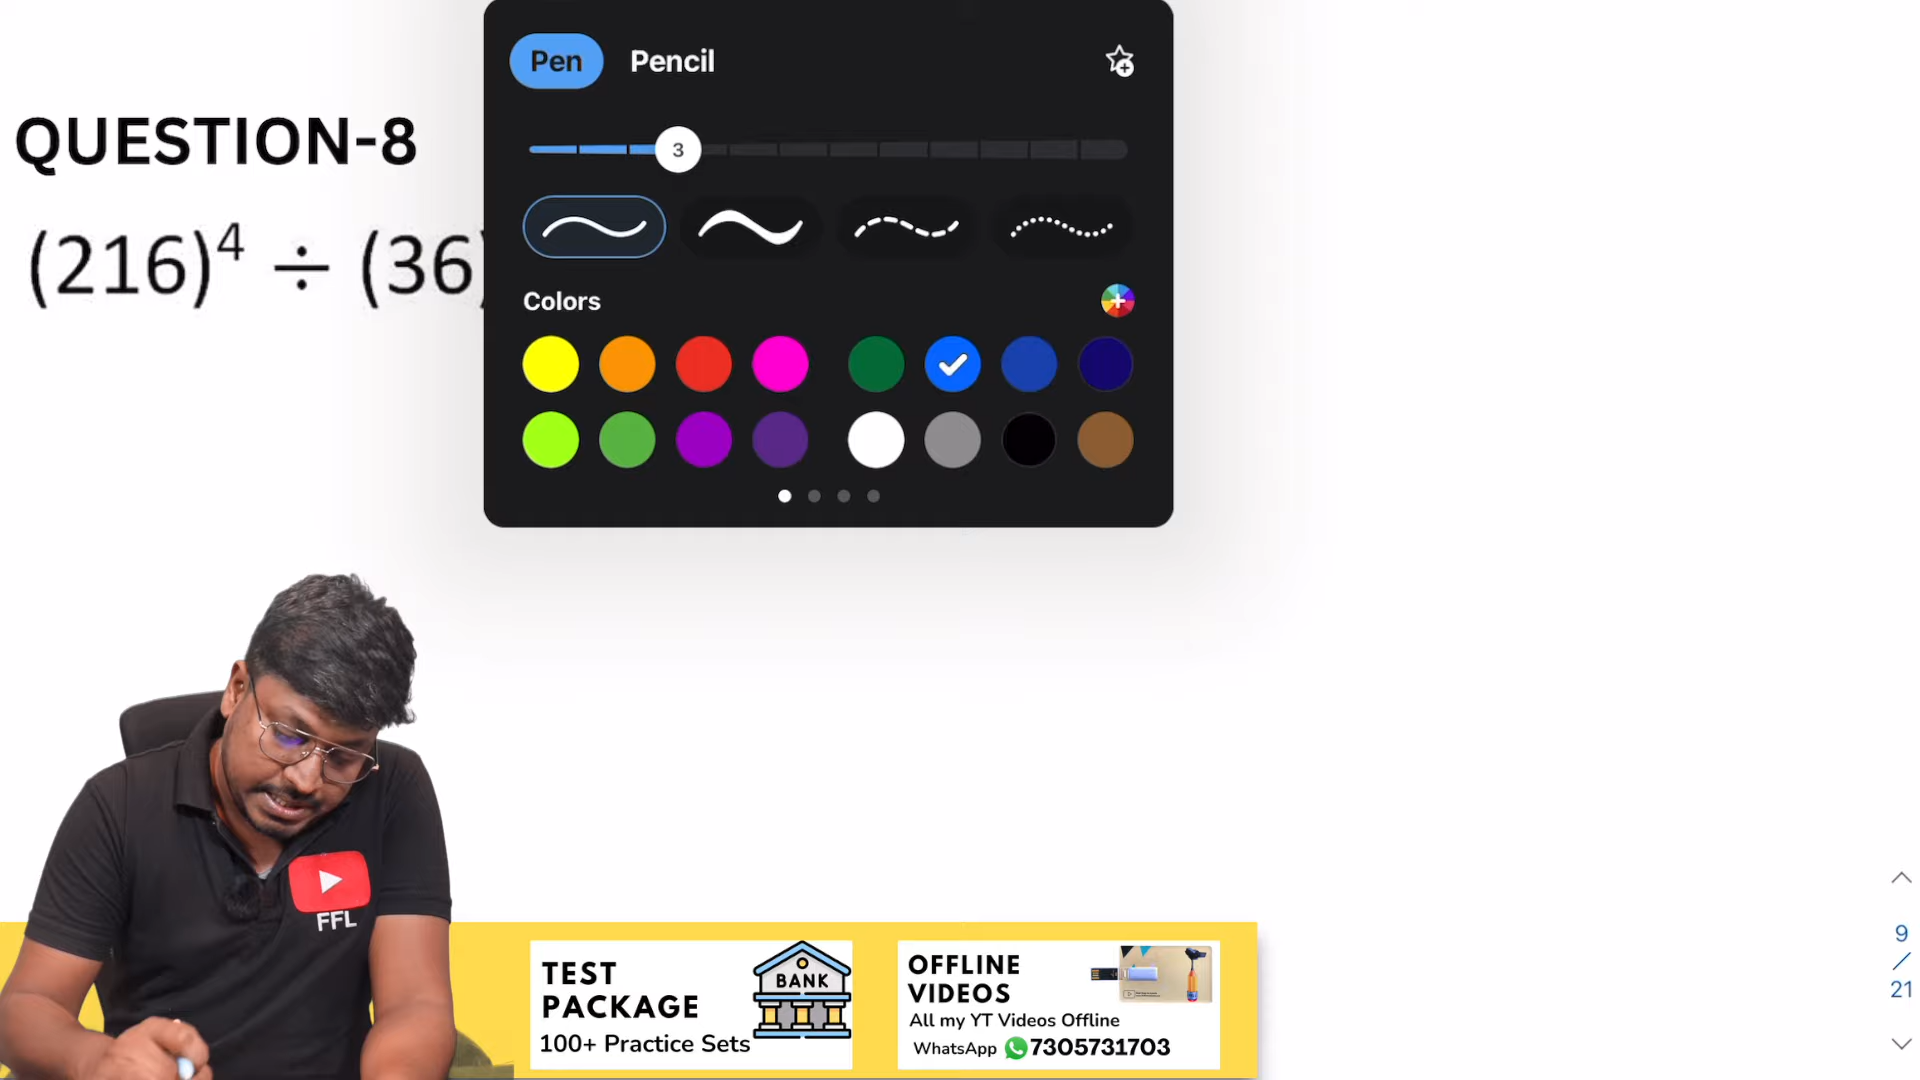 Pen Pencil
3
QUESTION-8
(216)⁴ ÷ (36)
Colors
FFL
TEST
PACKAGE
100+ Practice Sets
BANK
OFFLINE
VIDEOS
All my YT Videos Offline
WhatsApp 7305731703
9
/
21